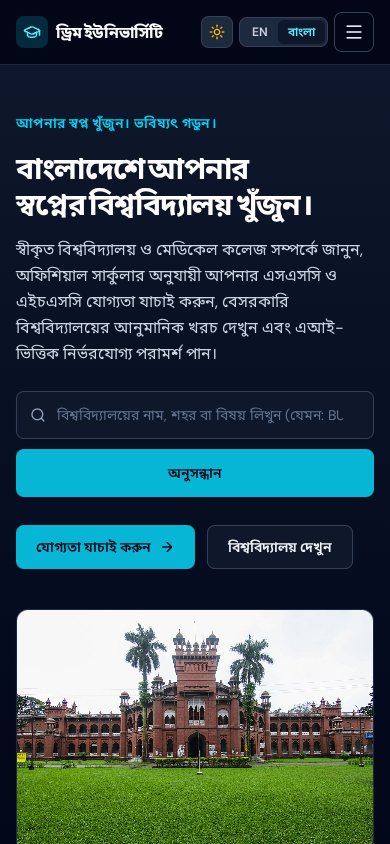 ড্রিম ইউনিভার্সিটি
EN
বাংলা
আপনার স্বপ্ন খুঁজুন। ভবিষ্যৎ গড়ুন।
বাংলাদেশে আপনার
স্বপ্নের বিশ্ববিদ্যালয় খুঁজুন।
স্বীকৃত বিশ্ববিদ্যালয় ও মেডিকেল কলেজ সম্পর্কে জানুন,
অফিশিয়াল সার্কুলার অনুযায়ী আপনার এসএসসি ও
এইচএসসি যোগ্যতা যাচাই করুন, বেসরকারি
বিশ্ববিদ্যালয়ের আনুমানিক খরচ দেখুন এবং এআই-
ভিত্তিক নির্ভরযোগ্য পরামর্শ পান।
বিশ্ববিদ্যালয়ের নাম, শহর বা বিষয় লিখুন (যেমন: BU
অনুসন্ধান
যোগ্যতা যাচাই করুন →
বিশ্ববিদ্যালয় দেখুন